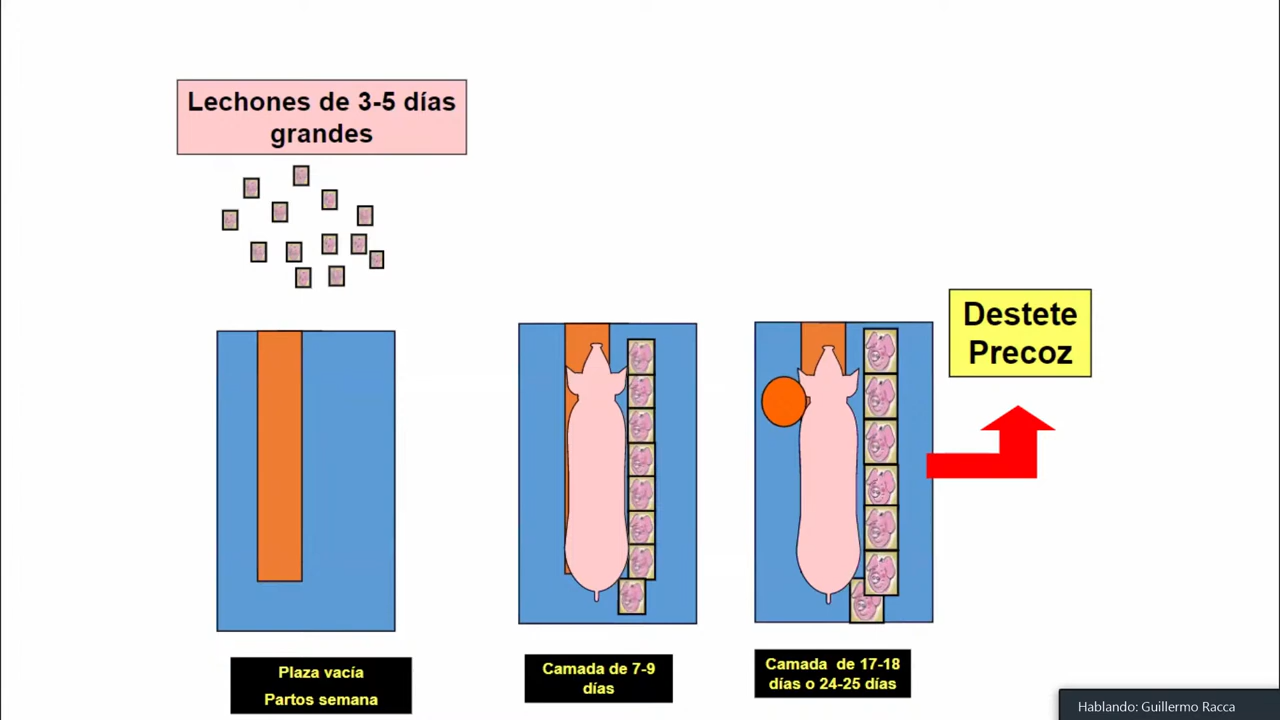 Lechones de 3-5 días
grandes
Destete
Precoz
Plaza vacía
Partos semana
Camada de 7-9
días
Camada de 17-18
días o 24-25 días
Hablando: Guillermo Racca